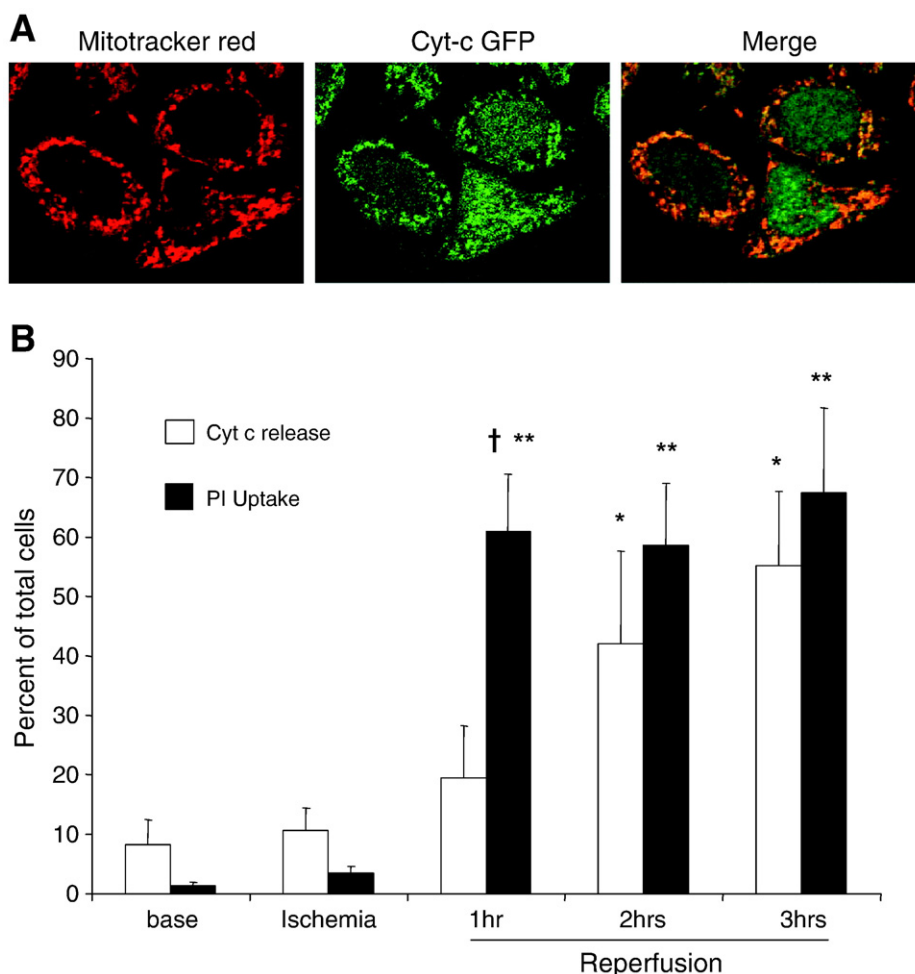 A
Mitotracker red Cyt-c GFP Merge
B
90
80
70
60
50
40
30
20
10
0
Percent of total cells
Cyt c release
PI Uptake
† **
*
**
*
**
base Ischemia 1hr 2hrs 3hrs
Reperfusion